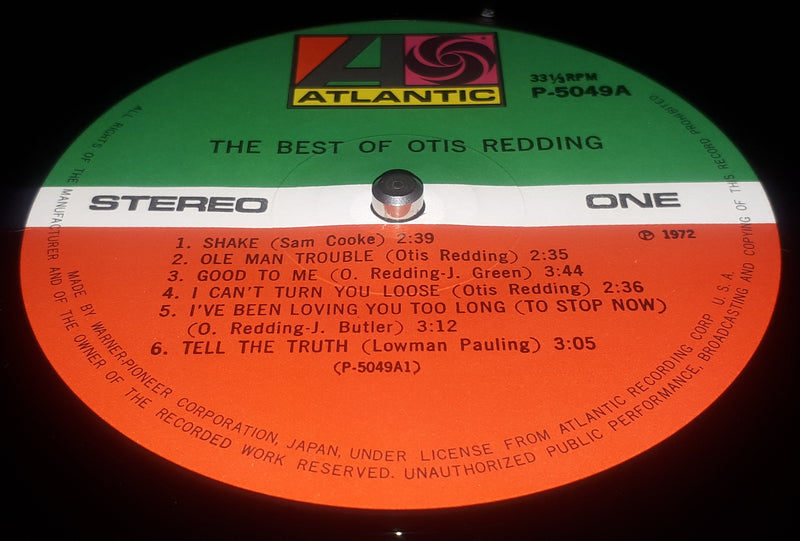 ATLANTIC
33⅓RPM
P-5049A
THE BEST OF OTIS REDDING
STEREO
ONE
℗ 1972
1. SHAKE (Sam Cooke) 2:39
2. OLE MAN TROUBLE (Otis Redding) 2:35
3. GOOD TO ME (O. Redding-J. Green) 3:44
4. I CAN'T TURN YOU LOOSE (Otis Redding) 2:36
5. I'VE BEEN LOVING YOU TOO LONG (TO STOP NOW)
(O. Redding-J. Butler) 3:12
6. TELL THE TRUTH (Lowman Pauling) 3:05
(P-5049A1)
MADE BY WARNER-PIONEER CORPORATION, JAPAN, UNDER LICENSE FROM ATLANTIC RECORDING CORP U.S.A.
ALL RIGHTS OF THE MANUFACTURER AND OF THE OWNER OF THE RECORDED WORK RESERVED. UNAUTHORIZED PUBLIC PERFORMANCE, BROADCASTING AND COPYING OF THIS RECORD PROHIBITED